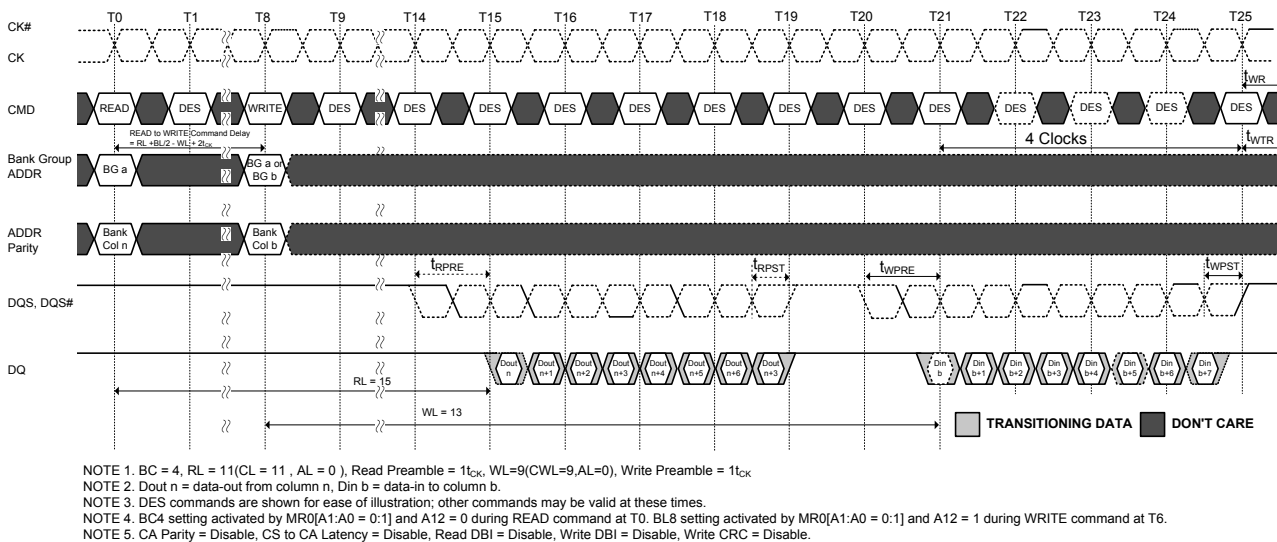 CK#
T0 T1 T8 T9 T14 T15 T16 T17 T18 T19 T20 T21 T22 T23 T24 T25
CK
tWR
CMD READ DES WRITE DES DES DES DES DES DES DES DES DES DES DES DES DES
READ to WRITE Command Delay
= RL +BL/2 - WL + 2tCK
4 Clocks tWTR
Bank Group
ADDR
BG a
BG a or
BG b
ADDR
Parity
Bank
Col n
Bank
Col b
tRPRE tRPST tWPRE tWPST
DQS, DQS#
DQ
Dout
n
Dout
n+1
Dout
n+2
Dout
n+3
Dout
n+4
Dout
n+5
Dout
n+6
Dout
n+3
Din
b
Din
b+1
Din
b+2
Din
b+3
Din
b+4
Din
b+5
Din
b+6
Din
b+7
RL = 15
WL = 13
TRANSITIONING DATA DON'T CARE
NOTE 1. BC = 4, RL = 11(CL = 11 , AL = 0 ), Read Preamble = 1tCK, WL=9(CWL=9,AL=0), Write Preamble = 1tCK
NOTE 2. Dout n = data-out from column n, Din b = data-in to column b.
NOTE 3. DES commands are shown for ease of illustration; other commands may be valid at these times.
NOTE 4. BC4 setting activated by MR0[A1:A0 = 0:1] and A12 = 0 during READ command at T0. BL8 setting activated by MR0[A1:A0 = 0:1] and A12 = 1 during WRITE command at T6.
NOTE 5. CA Parity = Disable, CS to CA Latency = Disable, Read DBI = Disable, Write DBI = Disable, Write CRC = Disable.